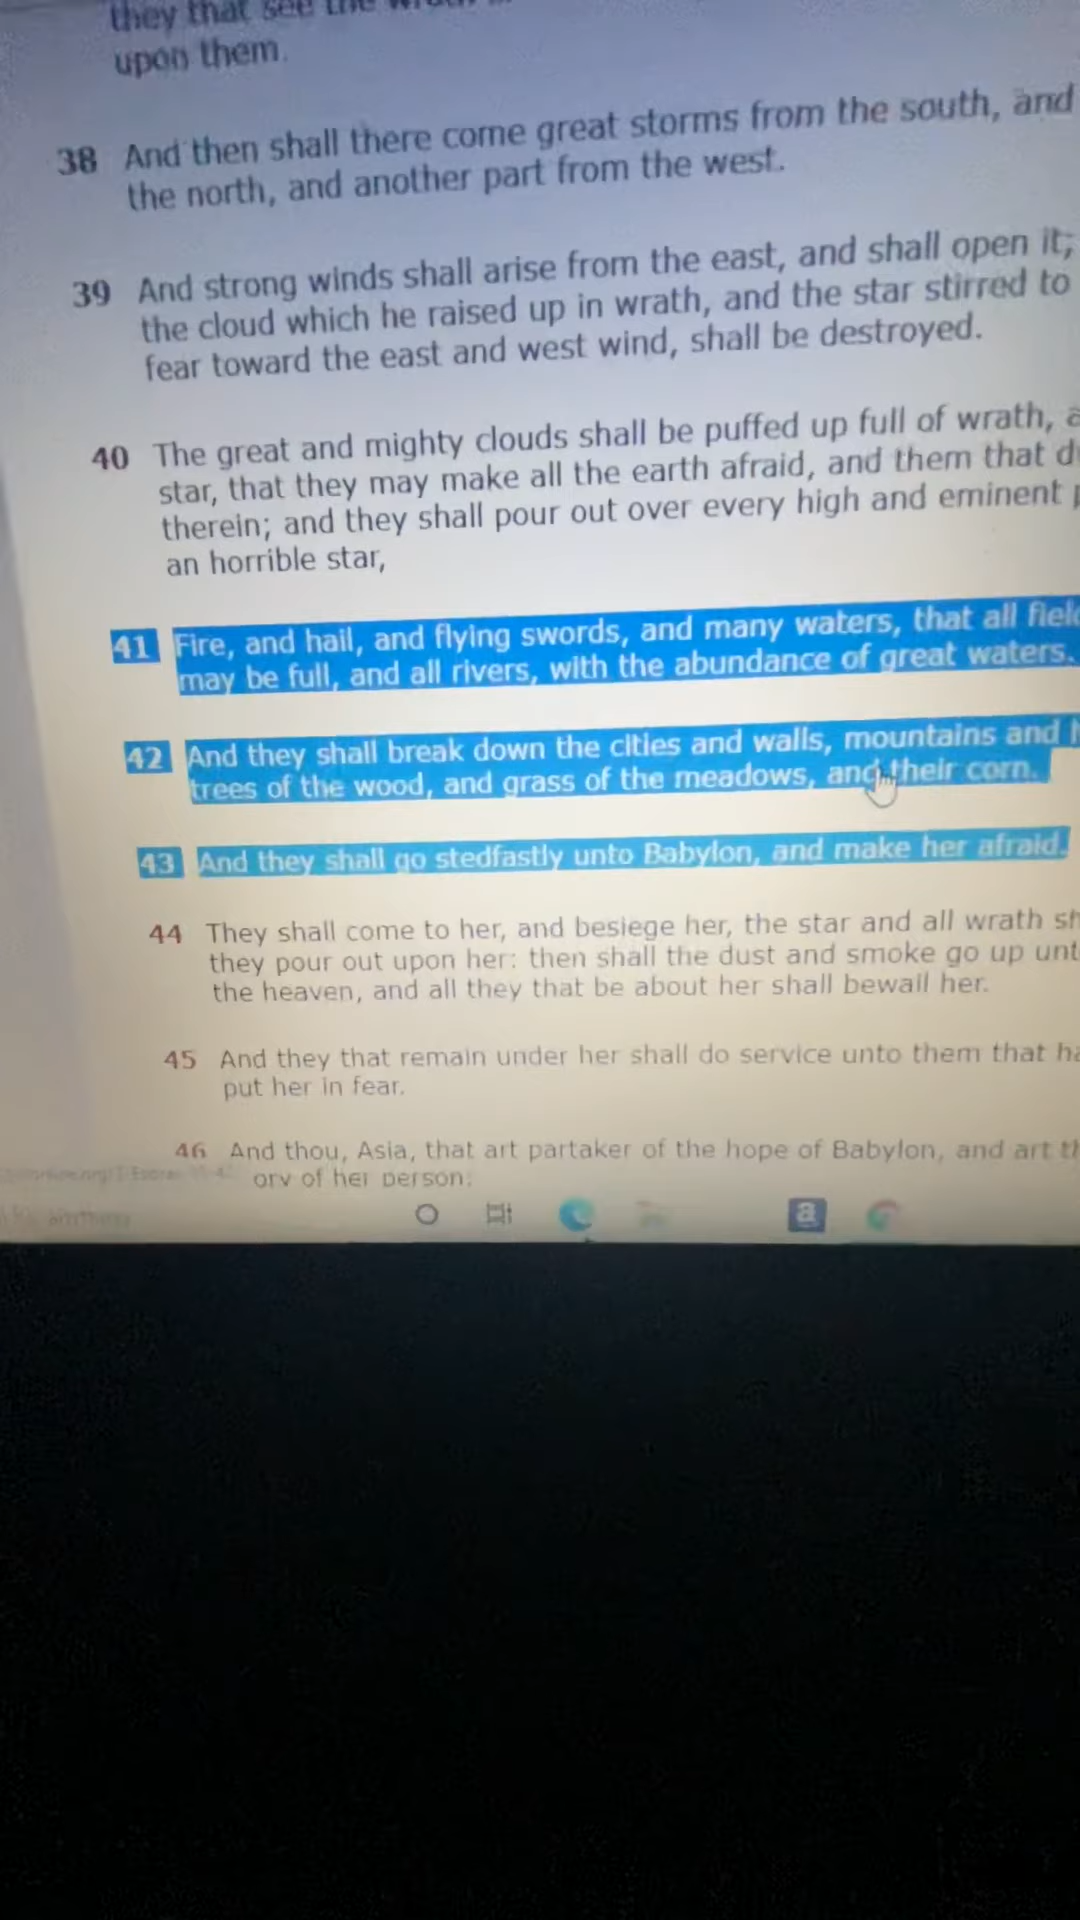 they that see the
upon them.
38 And then shall there come great storms from the south, and
the north, and another part from the west.
39 And strong winds shall arise from the east, and shall open it;
the cloud which he raised up in wrath, and the star stirred to
fear toward the east and west wind, shall be destroyed.
40 The great and mighty clouds shall be puffed up full of wrath,
star, that they may make all the earth afraid, and them that
therein; and they shall pour out over every high and eminent
an horrible star,
41 Fire, and hail, and flying swords, and many waters, that all
may be full, and all rivers, with the abundance of great waters.
42 And they shall break down the cities and walls, mountains and
trees of the wood, and grass of the meadows, and their corn.
43 And they shall go stedfastly unto Babylon, and make her afraid.
44 They shall come to her, and besiege her, the star and all wrath
they pour out upon her: then shall the dust and smoke go up
the heaven, and all they that be about her shall bewail her.
45 And they that remain under her shall do service unto them that
put her in fear.
46 And thou, Asia, that art partaker of the hope of Babylon, and art
ory of her person:
a